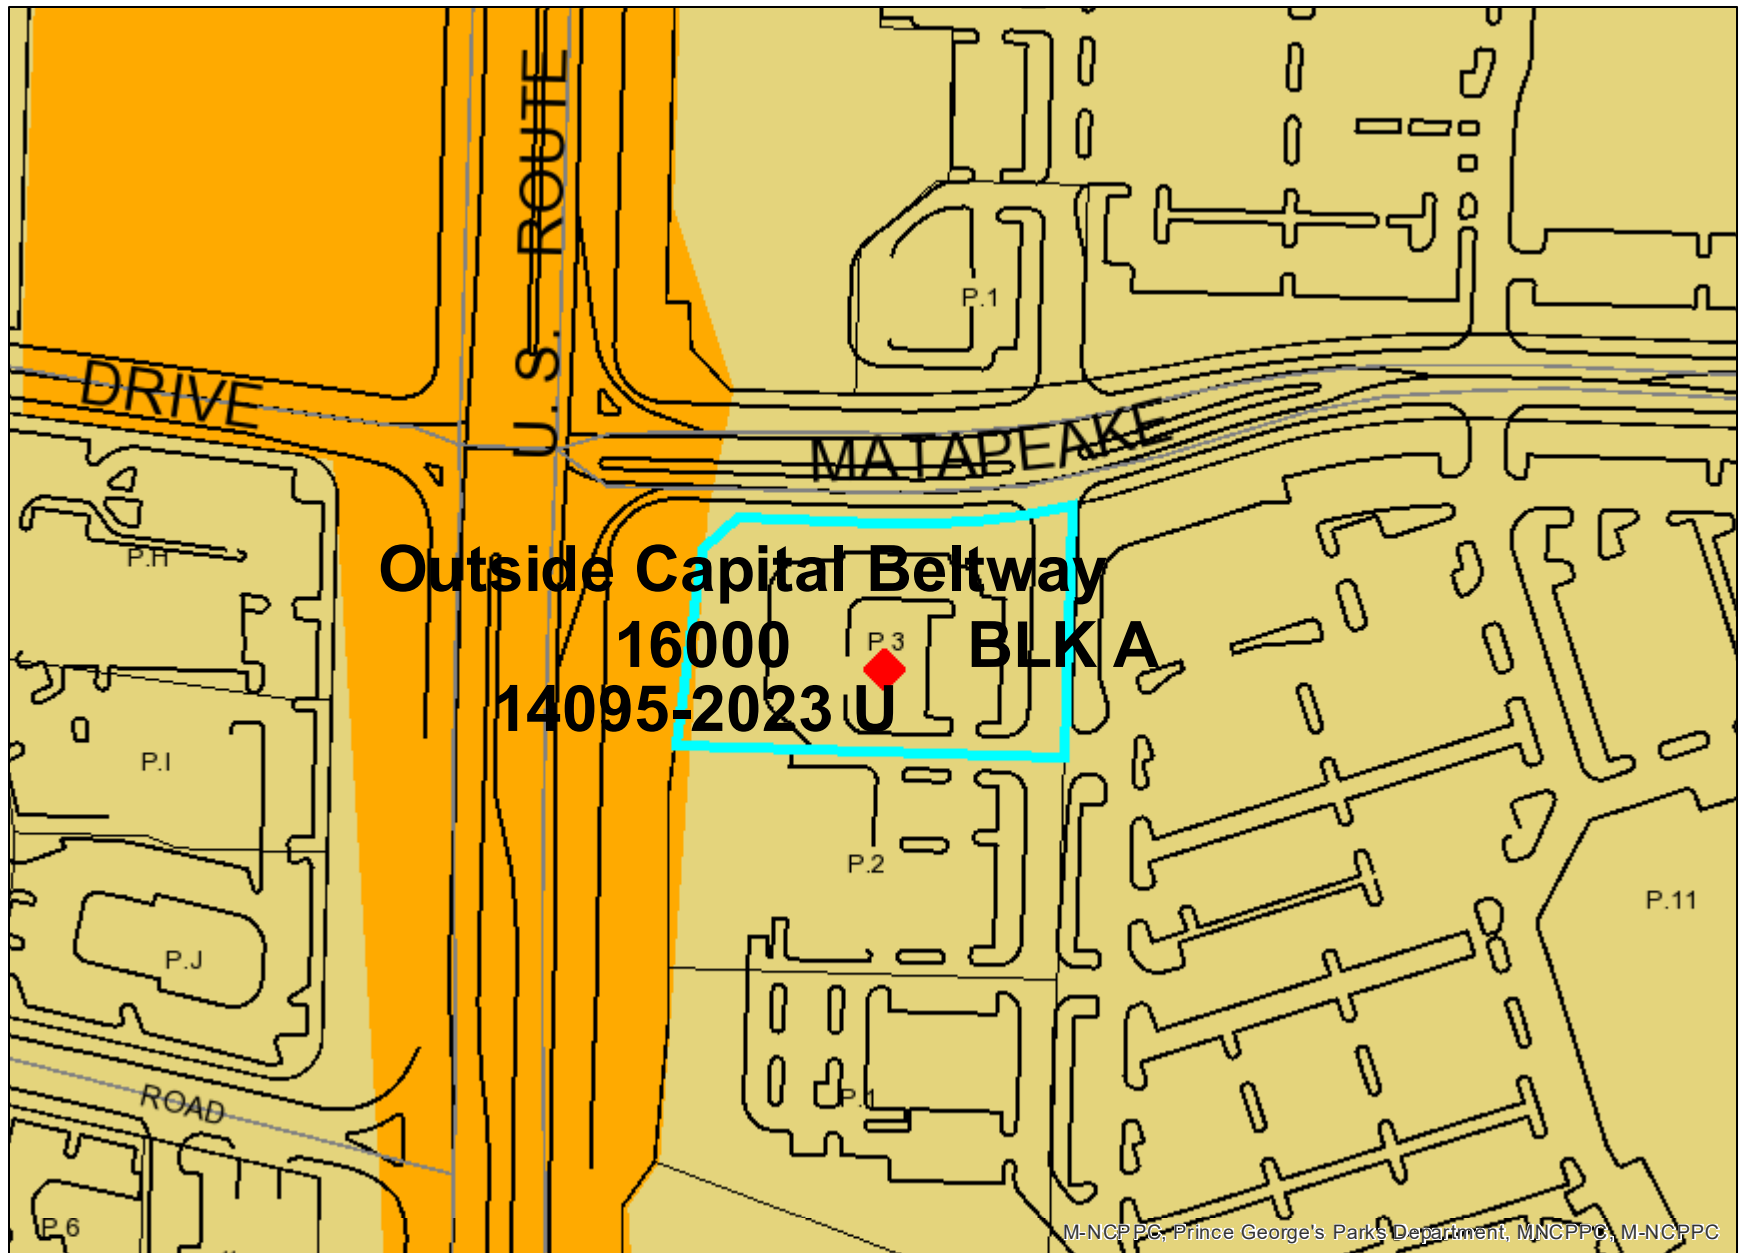 U.S. ROUTE
P.1
DRIVE
MATAPEAKE
P.H
Outside Capital Beltway
P.3
16000 BLK A
14095-2023 U
P.I
P.2
P.11
P.J
ROAD
P.1
P.6
M-NCPPC, Prince George's Parks Department, MNCPPC, M-NCPPC